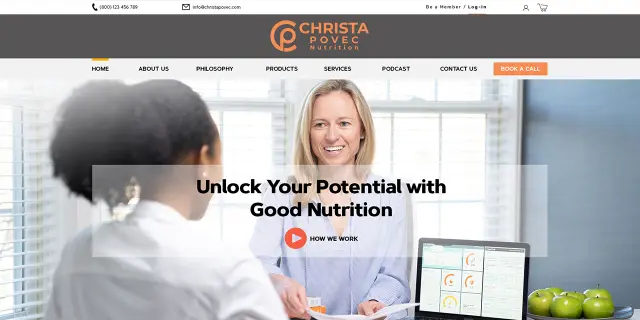 (800) 123 456 789
info@christapovec.com
Be a Member / Log-In
CHRISTA
POVEC
Nutrition
HOME
ABOUT US
PHILOSOPHY
PRODUCTS
SERVICES
PODCAST
CONTACT US
BOOK A CALL
Unlock Your Potential with
Good Nutrition
HOW WE WORK